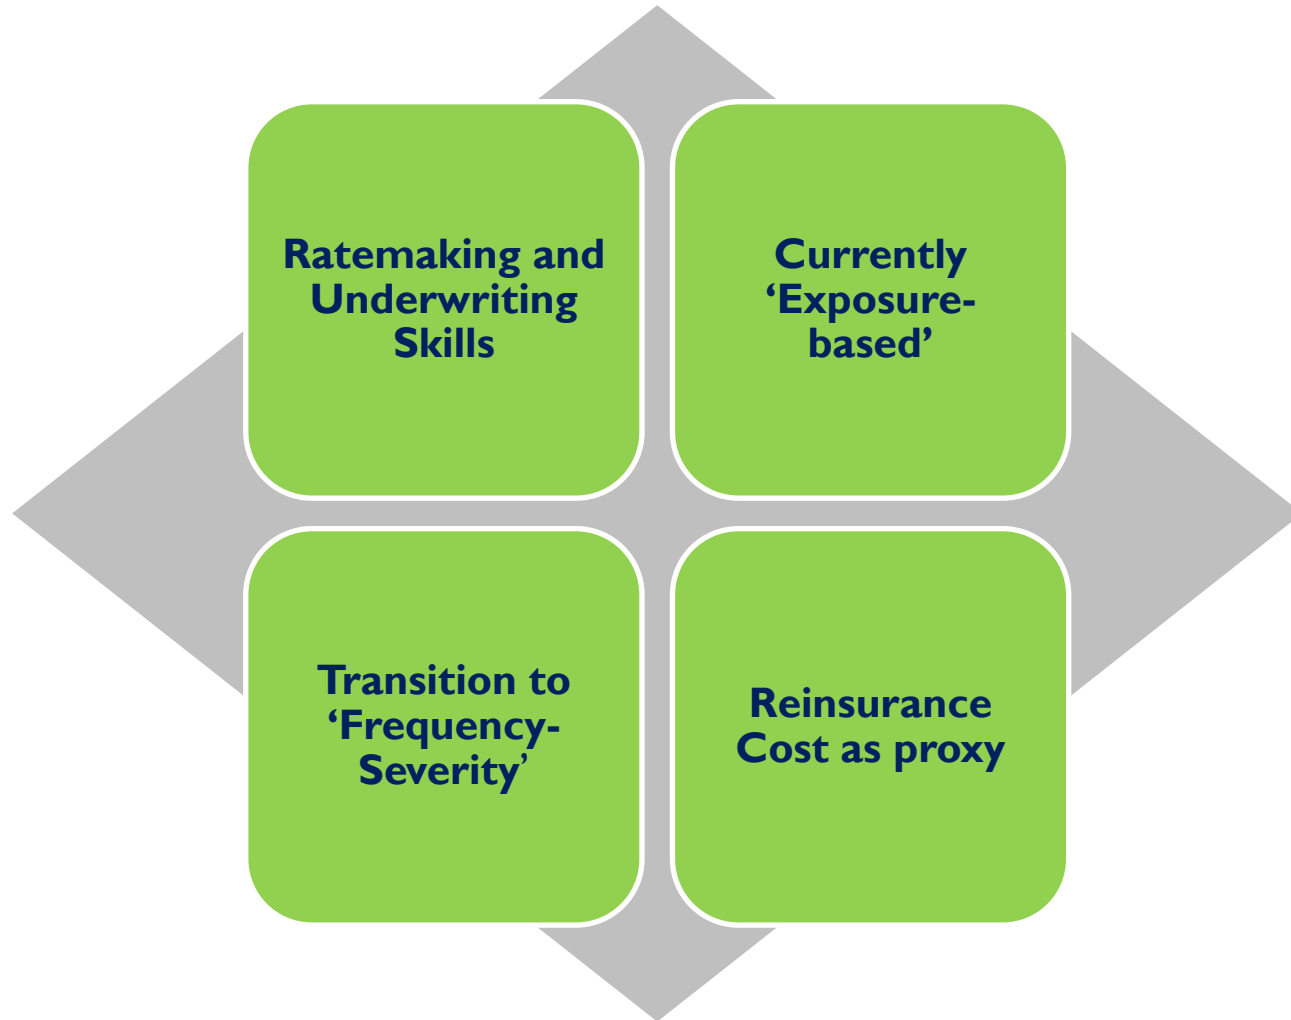 Ratemaking and
Underwriting
Skills
Currently
‘Exposure-
based’
Transition to
‘Frequency-
Severity’
Reinsurance
Cost as proxy